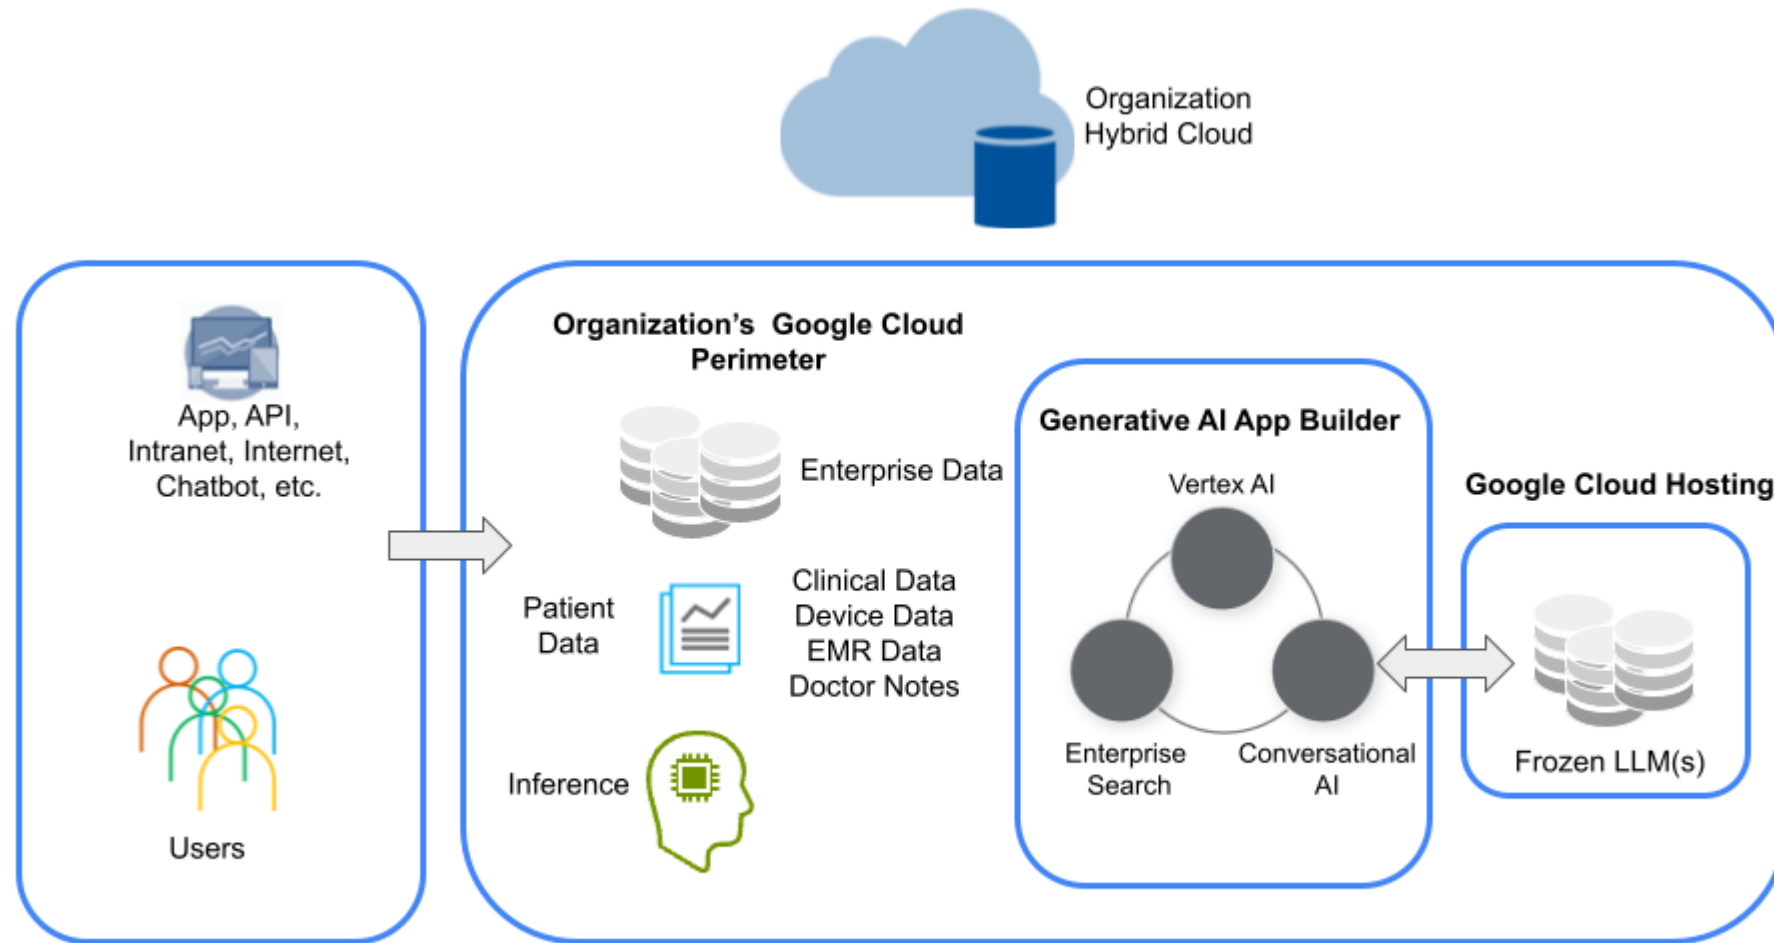 Organization
Hybrid Cloud
App, API,
Intranet, Internet,
Chatbot, etc.
Users
Organization's  Google Cloud
Perimeter
Enterprise Data
Patient
Data
Clinical Data
Device Data
EMR Data
Doctor Notes
Inference
Generative AI App Builder
Vertex AI
Enterprise
Search
Conversational
AI
Google Cloud Hosting
Frozen LLM(s)